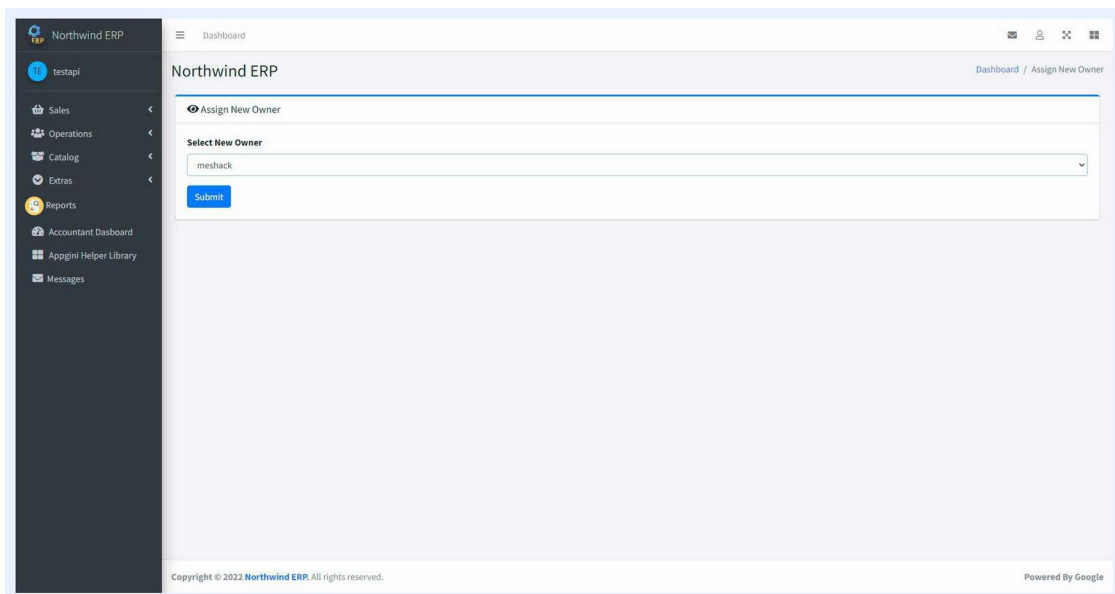 ERP Northwind ERP
Dashboard
TE testapi
Northwind ERP
Dashboard / Assign New Owner
Sales
Operations
Catalog
Extras
Reports
Accountant Dasboard
Appgini Helper Library
Messages
Assign New Owner
Select New Owner
meshack
Submit
Copyright © 2022 Northwind ERP. All rights reserved.
Powered By Google